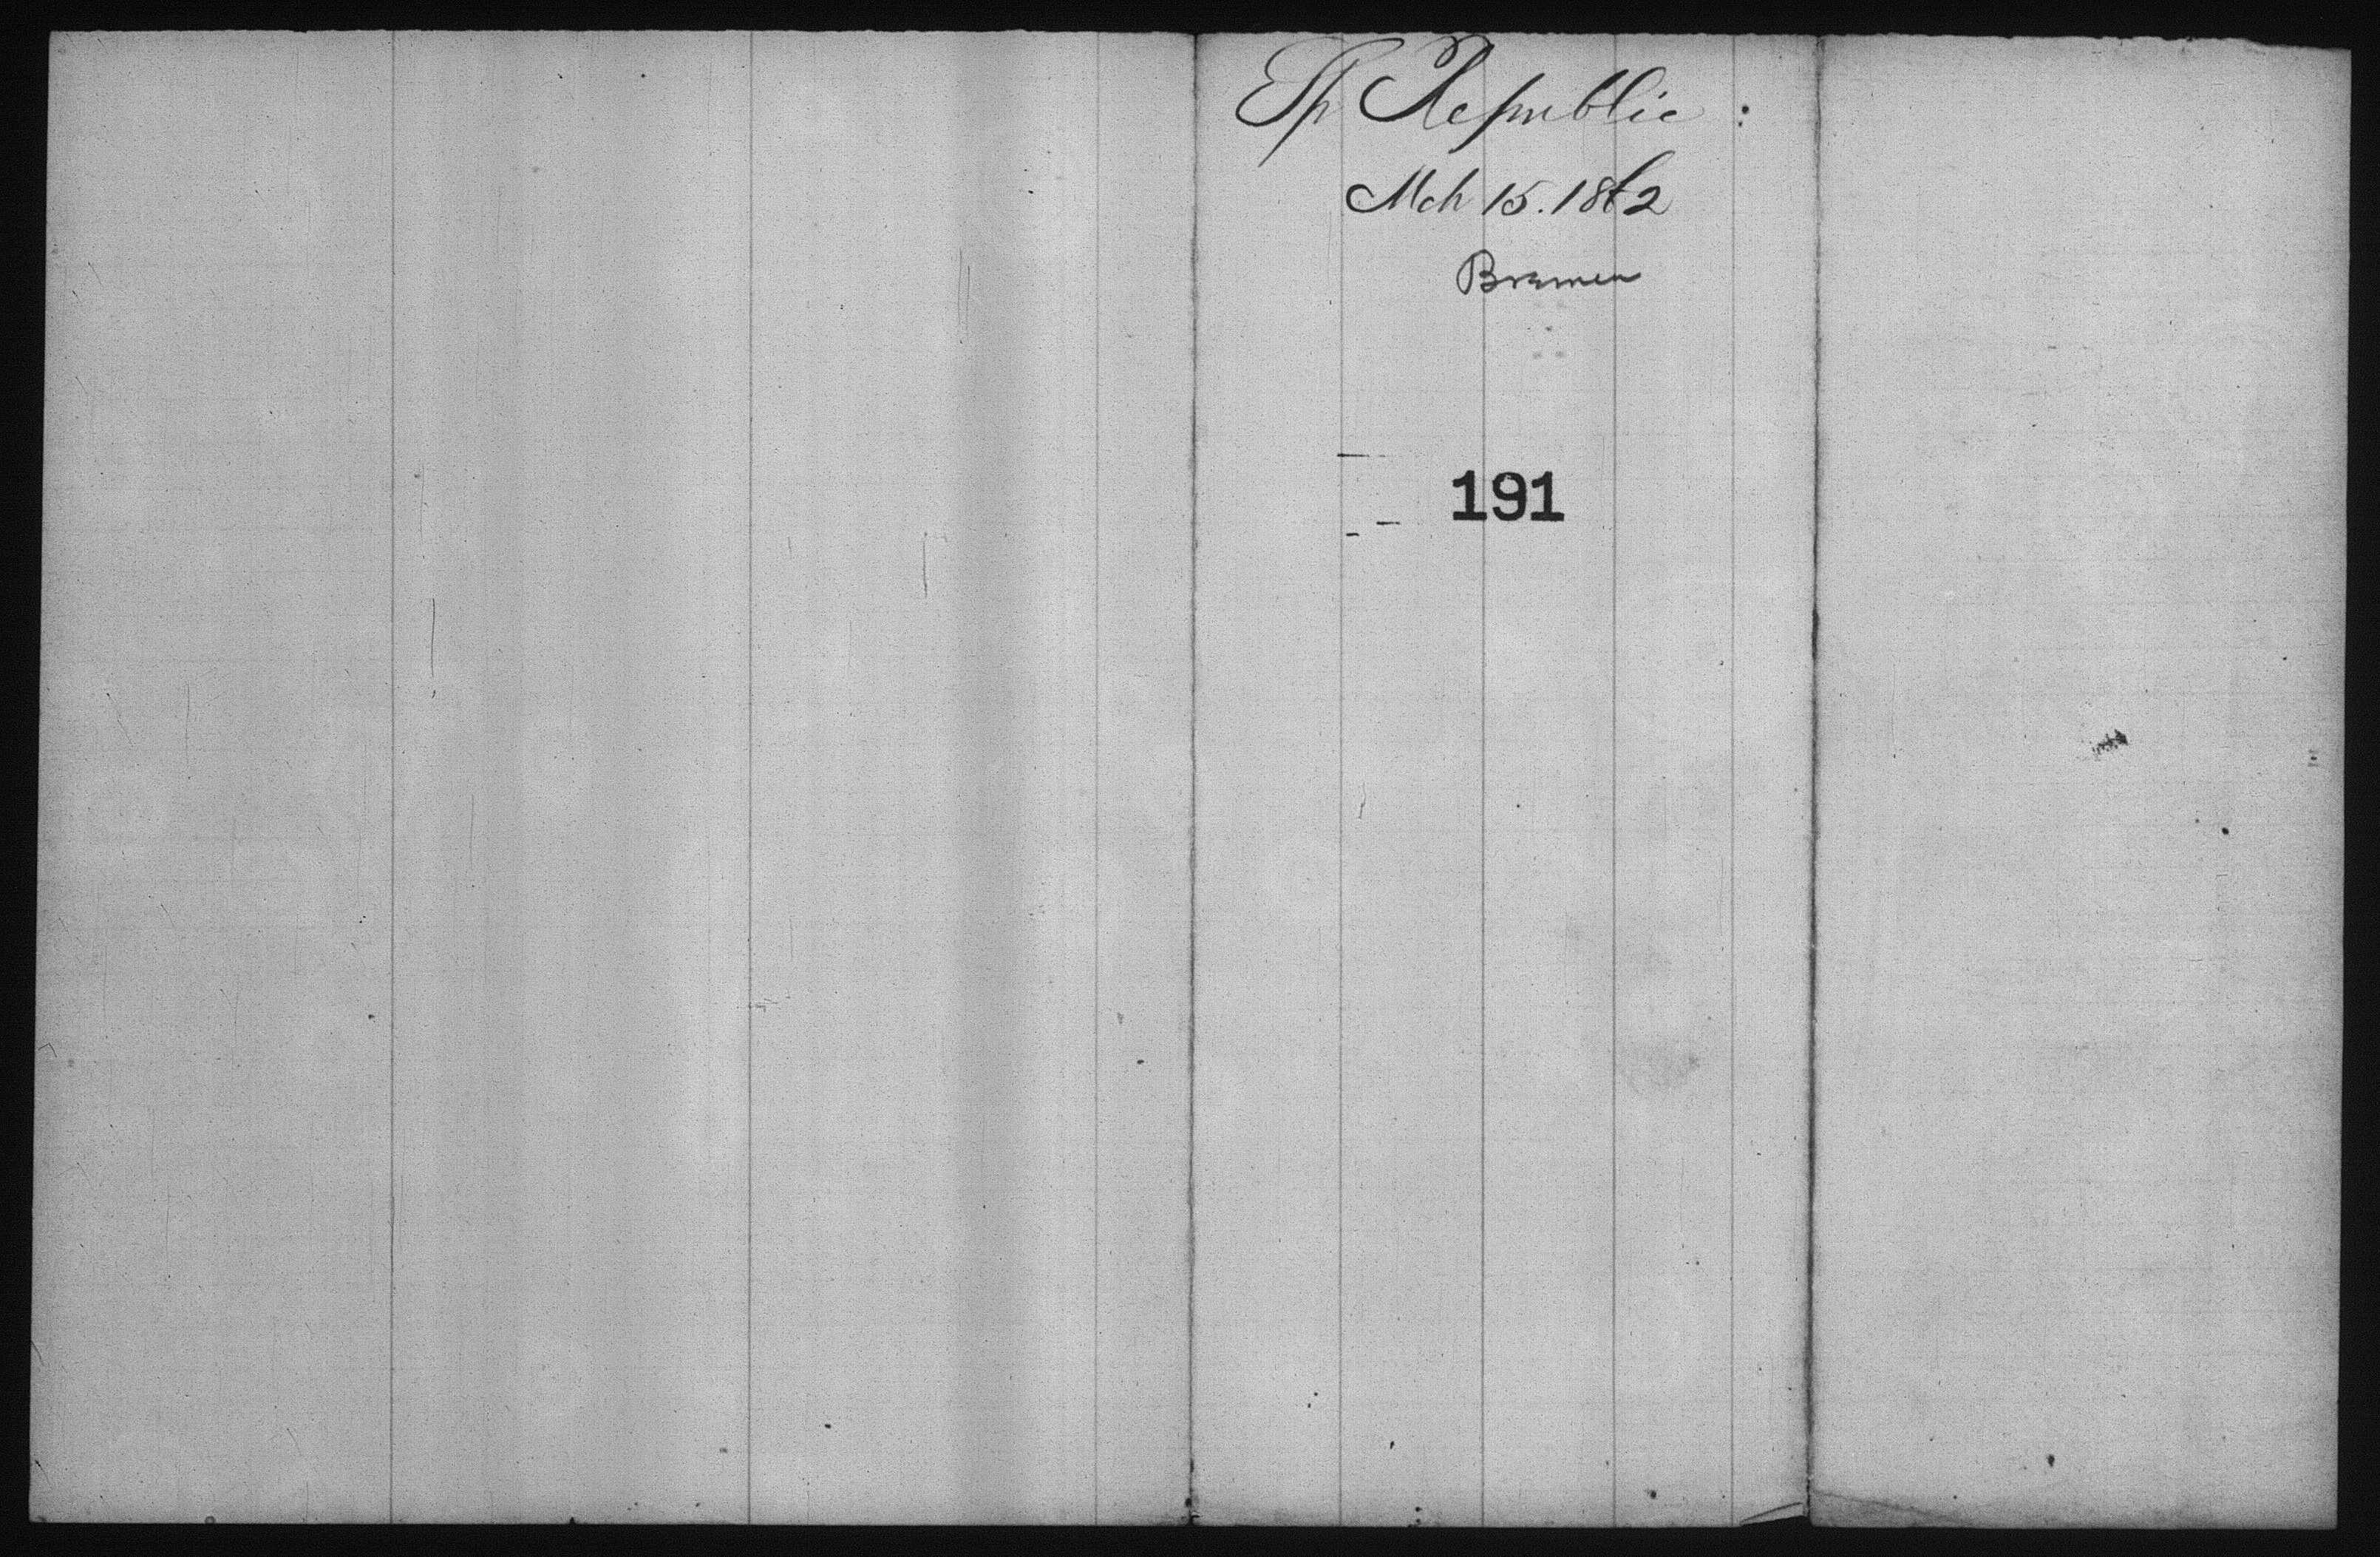 Sp Republic :
Mch 15. 1862
Bremen
191